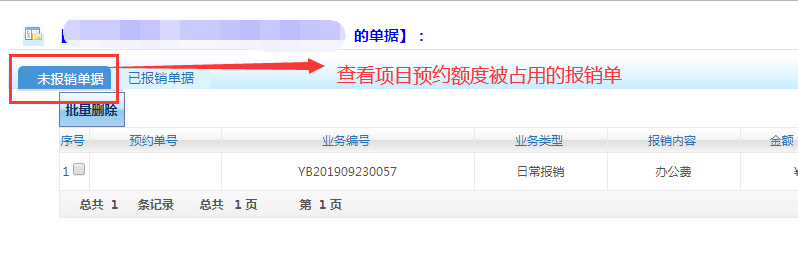 【 的单据】：
未报销单据 已报销单据 查看项目预约额度被占用的报销单
批量删除
序号 预约单号 业务编号 业务类型 报销内容 金额
1 YB201909230057 日常报销 办公费 ¥
总共 1 条记录 总共 1 页 第 1 页